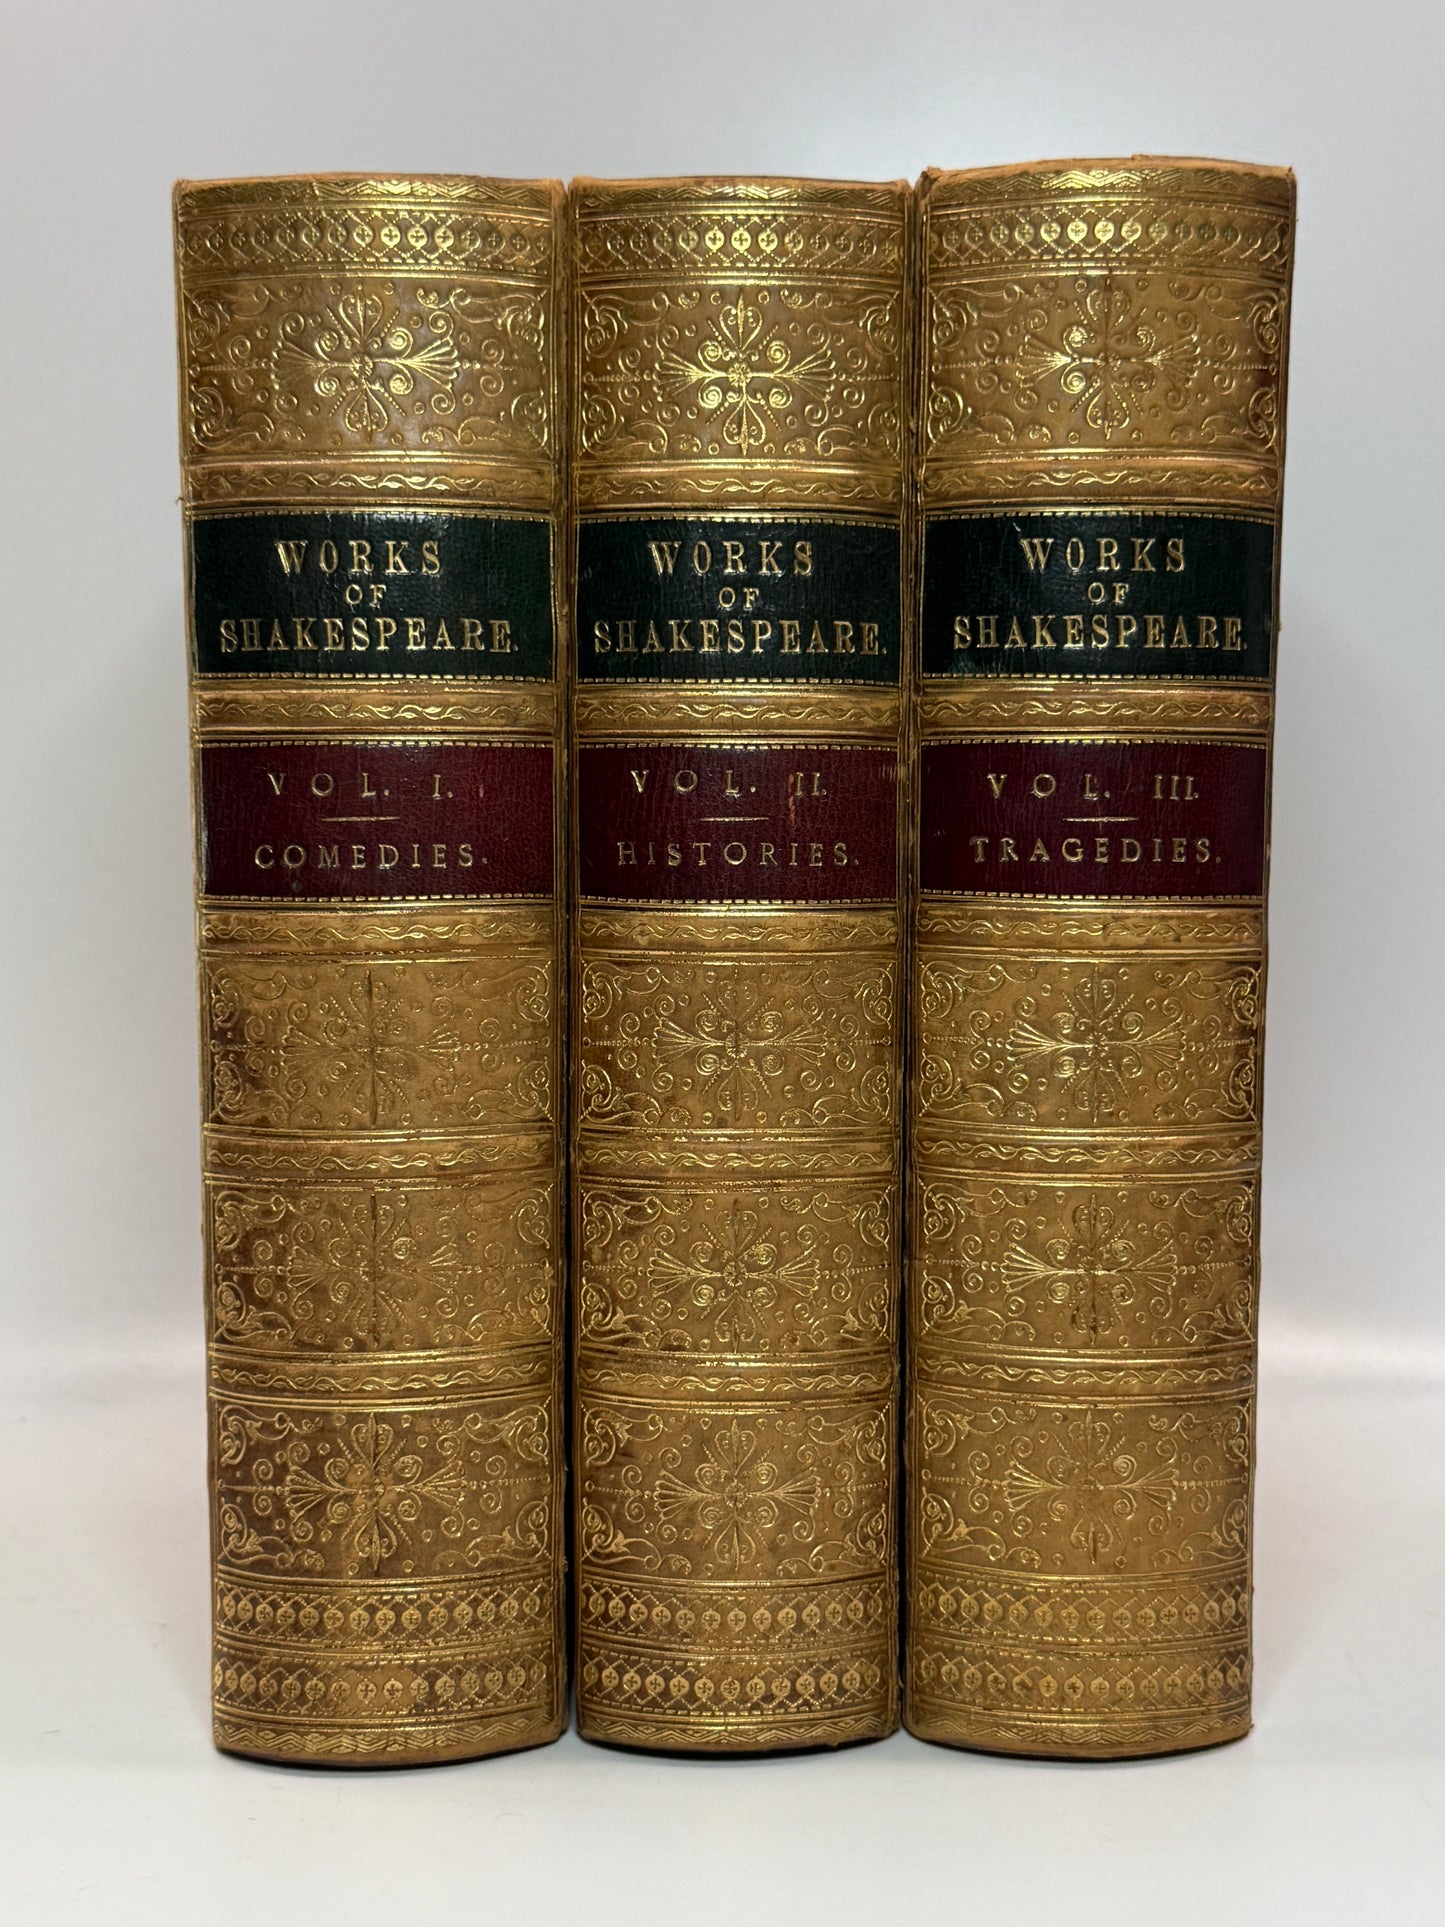 WORKS
OF
SHAKESPEARE.
VOL. I.
COMEDIES.
WORKS
OF
SHAKESPEARE.
VOL. II.
HISTORIES.
WORKS
OF
SHAKESPEARE.
VOL. III.
TRAGEDIES.